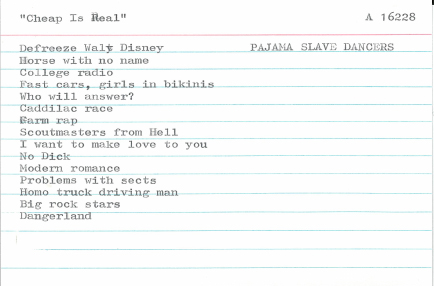 "Cheap Is Real" A 16228
Defreeze Walt Disney PAJAMA SLAVE DANCERS
Horse with no name
College radio
Fast cars, girls in bikinis
Who will answer?
Caddilac race
Farm rap
Scoutmasters from Hell
I want to make love to you
No Dick
Modern romance
Problems with sects
Homo truck driving man
Big rock stars
Dangerland